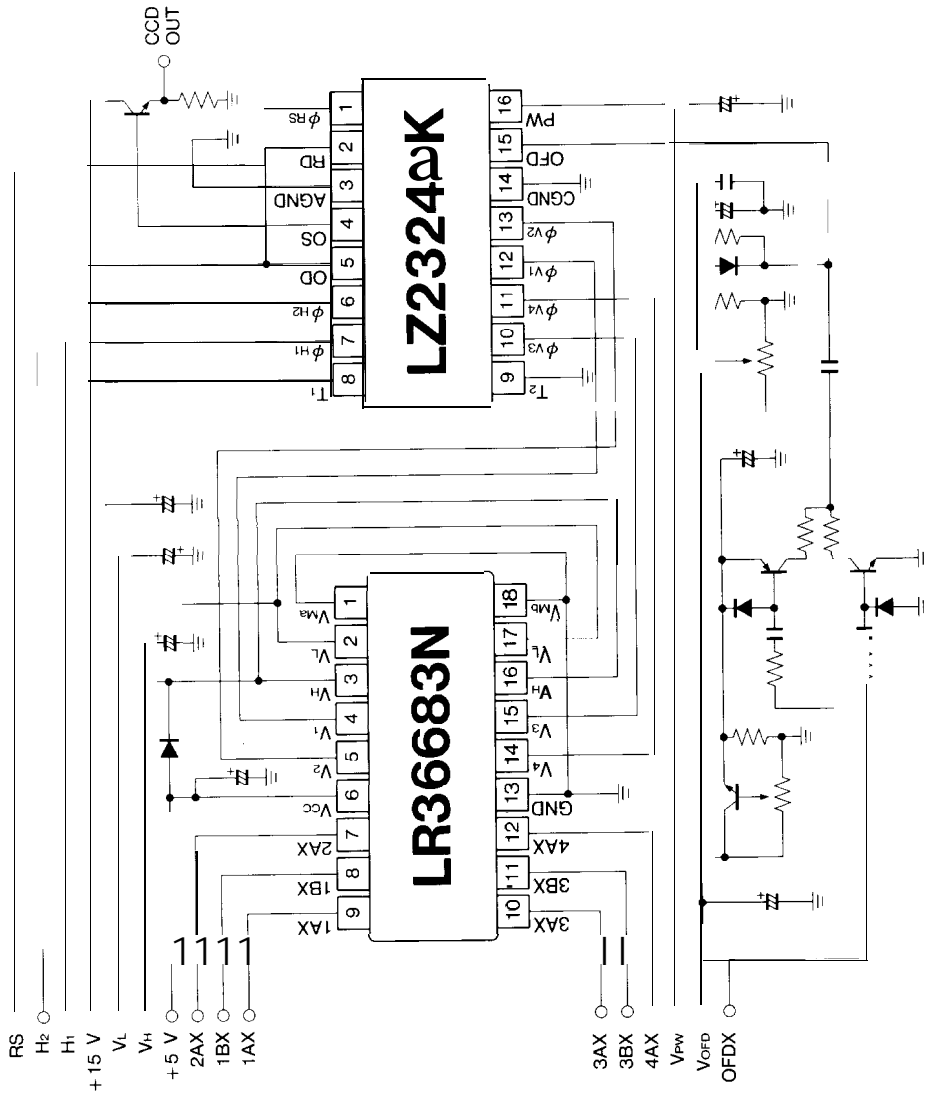 CCD
OUT
LZ2324
K
1
2
3
4
5
6
7
8
φRS
RD
AGND
OS
OD
φH2
φH1
T1
16
15
14
13
12
11
10
9
PW
OFD
CGND
φV2
φV1
φV4
φV3
T2
LR36683N
1
2
3
4
5
6
7
8
9
VMa
VL
VH
V1
V2
VCC
2AX
1BX
1AX
18
17
16
15
14
13
12
11
10
VMb
VL
VH
V3
V4
GND
4AX
3BX
3AX
RS
H2
H1
+15 V
VL
VH
+5 V
2AX
1BX
1AX
3AX
3BX
4AX
VPW
VOFD
OFDX